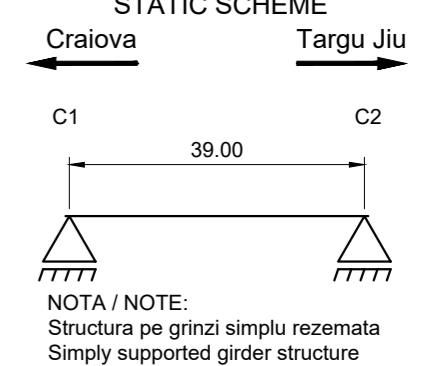 STATIC SCHEME
Craiova Targu Jiu
C1 C2
39.00
NOTA / NOTE:
Structura pe grinzi simplu rezemata
Simply supported girder structure